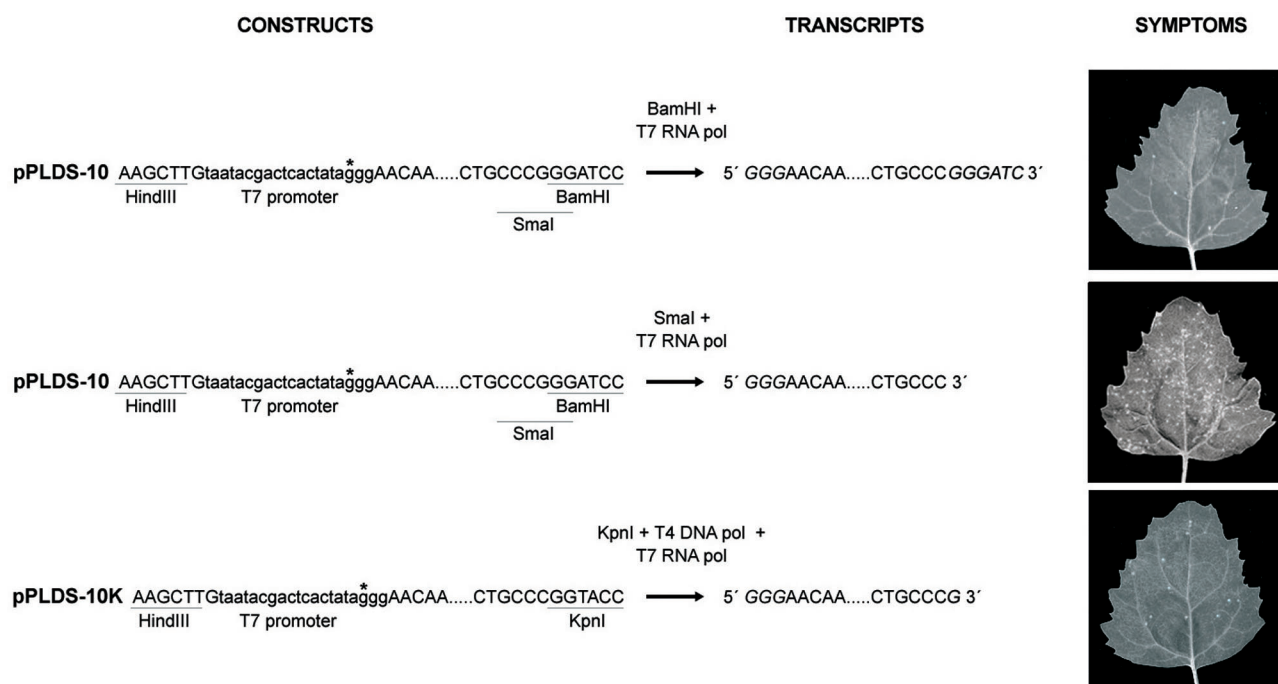 CONSTRUCTS TRANSCRIPTS SYMPTOMS
BamHI +
T7 RNA pol
*
pPLDS-10 AAGCTTGtaatacgactcactatagggAACAA.....CTGCCCGGGATCC 5´ GGGAACAA.....CTGCCCGGGATC 3´
HindIII T7 promoter BamHI
SmaI
SmaI +
T7 RNA pol
*
pPLDS-10 AAGCTTGtaatacgactcactatagggAACAA.....CTGCCCGGGATCC 5´ GGGAACAA.....CTGCCC 3´
HindIII T7 promoter BamHI
SmaI
KpnI + T4 DNA pol +
T7 RNA pol
*
pPLDS-10K AAGCTTGtaatacgactcactatagggAACAA.....CTGCCCGGTACC 5´ GGGAACAA.....CTGCCCG 3´
HindIII T7 promoter KpnI